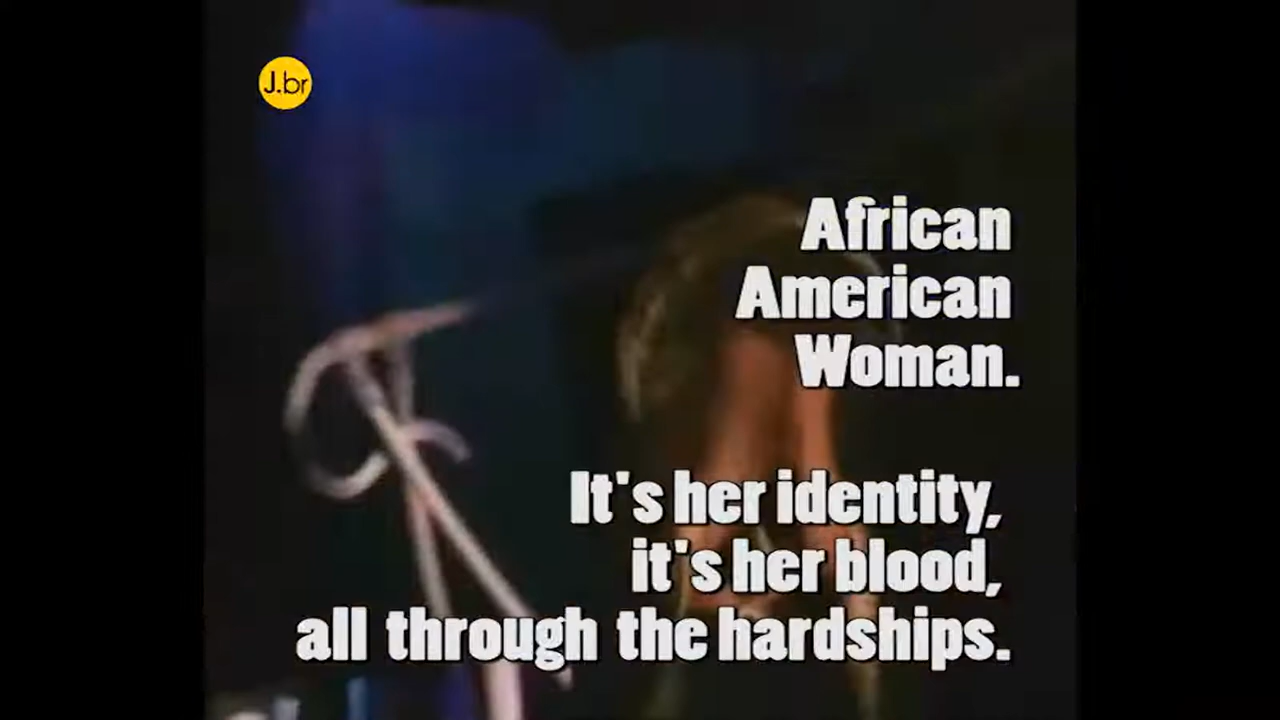 J.br
African
American
Woman.
It's her identity,
it's her blood,
all through the hardships.